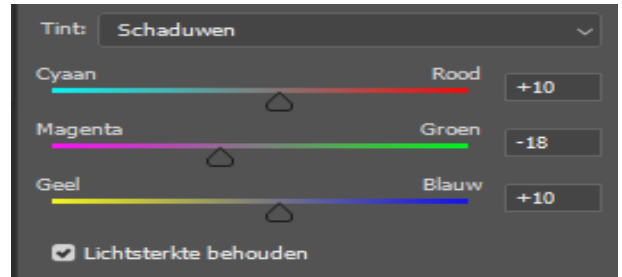 Tint: Schaduwen
Cyaan Rood +10
Magenta Groen -18
Geel Blauw +10
Lichtsterkte behouden